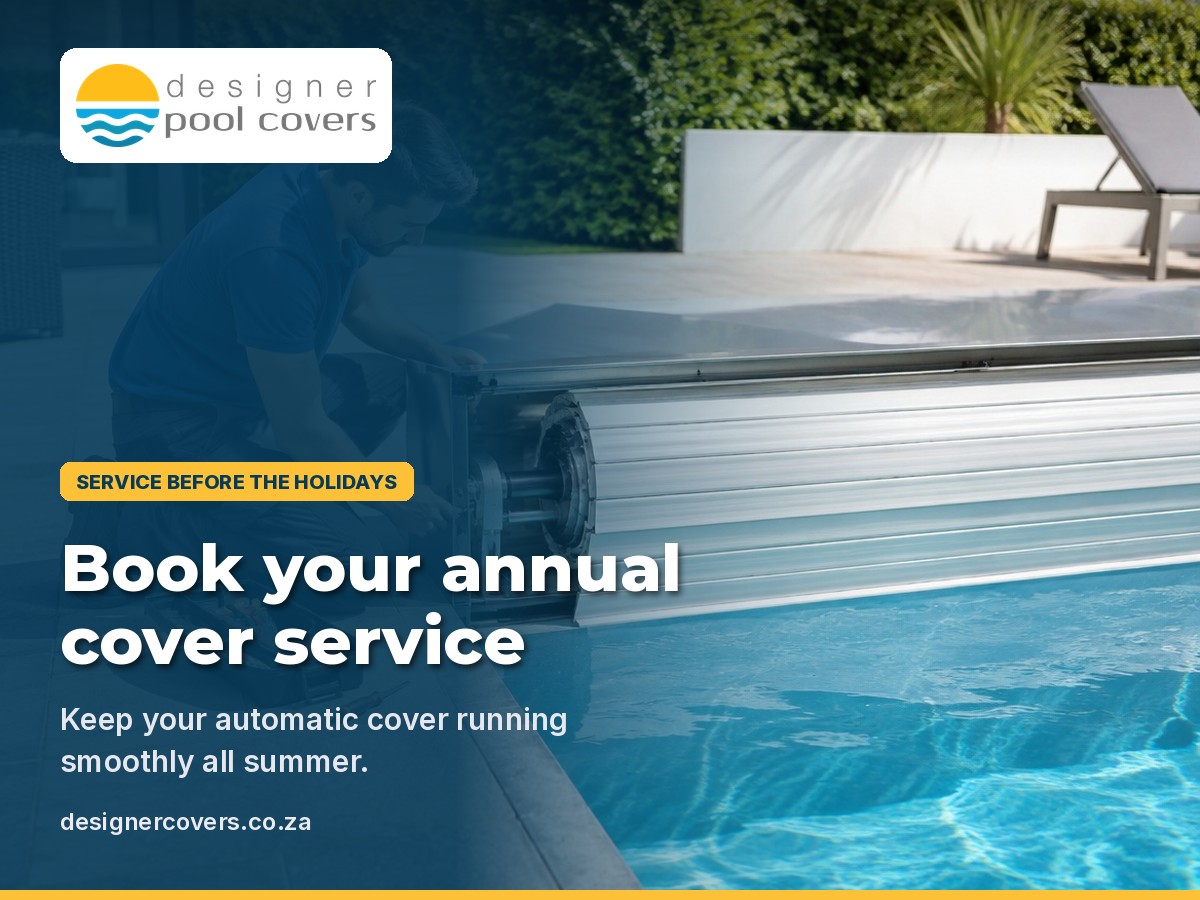 designer
pool covers
SERVICE BEFORE THE HOLIDAYS
Book your annual
cover service
Keep your automatic cover running
smoothly all summer.
designercovers.co.za